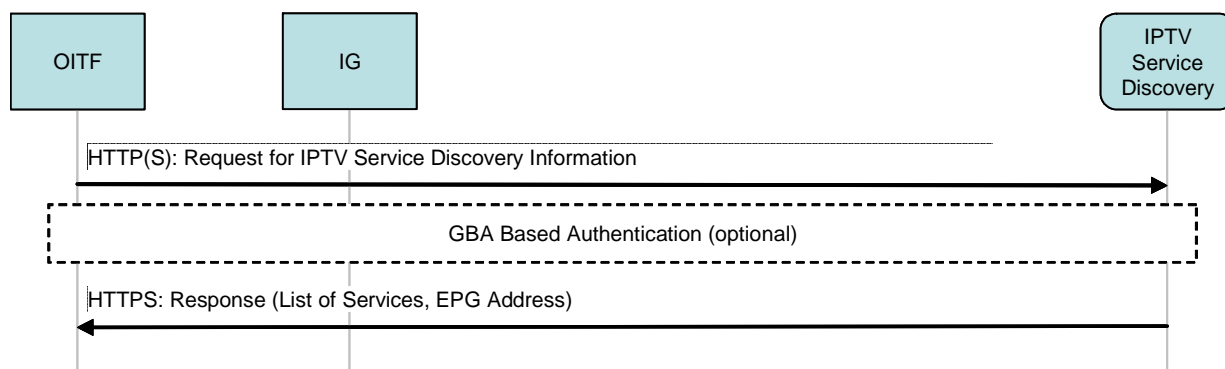 OITF
IG
IPTV
Service
Discovery
HTTP(S): Request for IPTV Service Discovery Information
GBA Based Authentication (optional)
HTTPS: Response (List of Services, EPG Address)